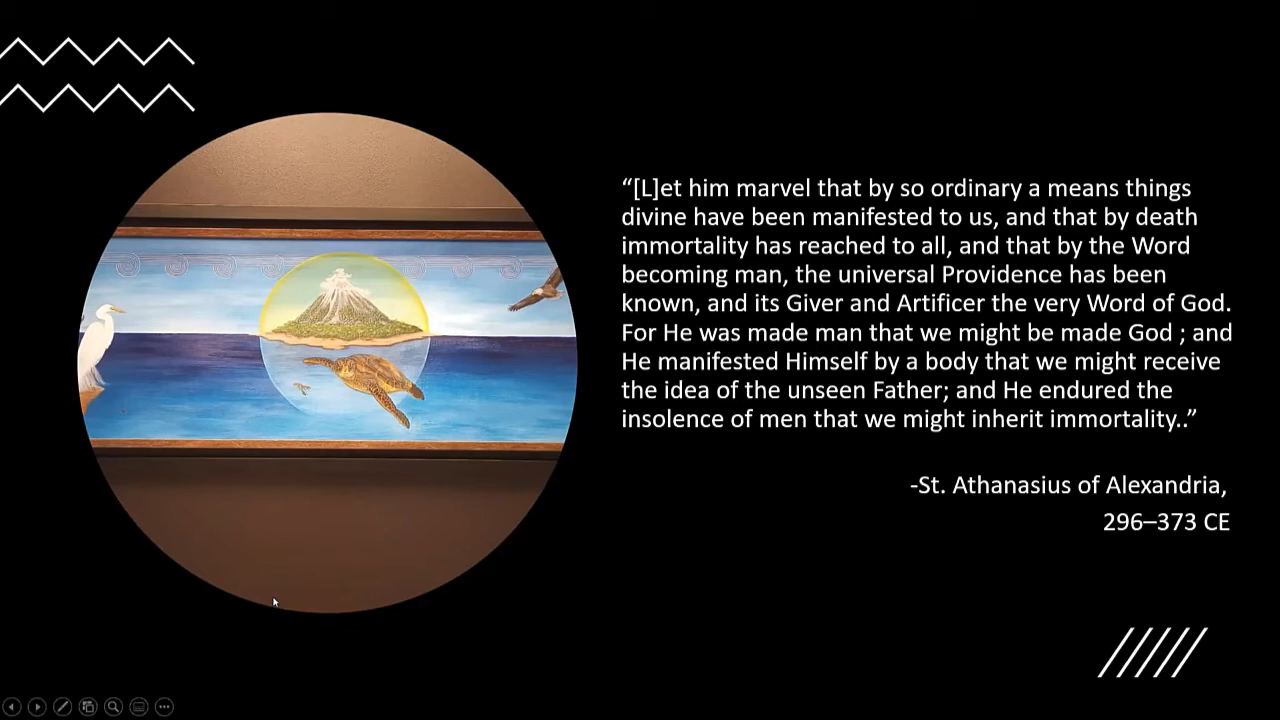 “[L]et him marvel that by so ordinary a means things
divine have been manifested to us, and that by death
immortality has reached to all, and that by the Word
becoming man, the universal Providence has been
known, and its Giver and Artificer the very Word of God.
For He was made man that we might be made God ; and
He manifested Himself by a body that we might receive
the idea of the unseen Father; and He endured the
insolence of men that we might inherit immortality..”
-St. Athanasius of Alexandria,
296–373 CE